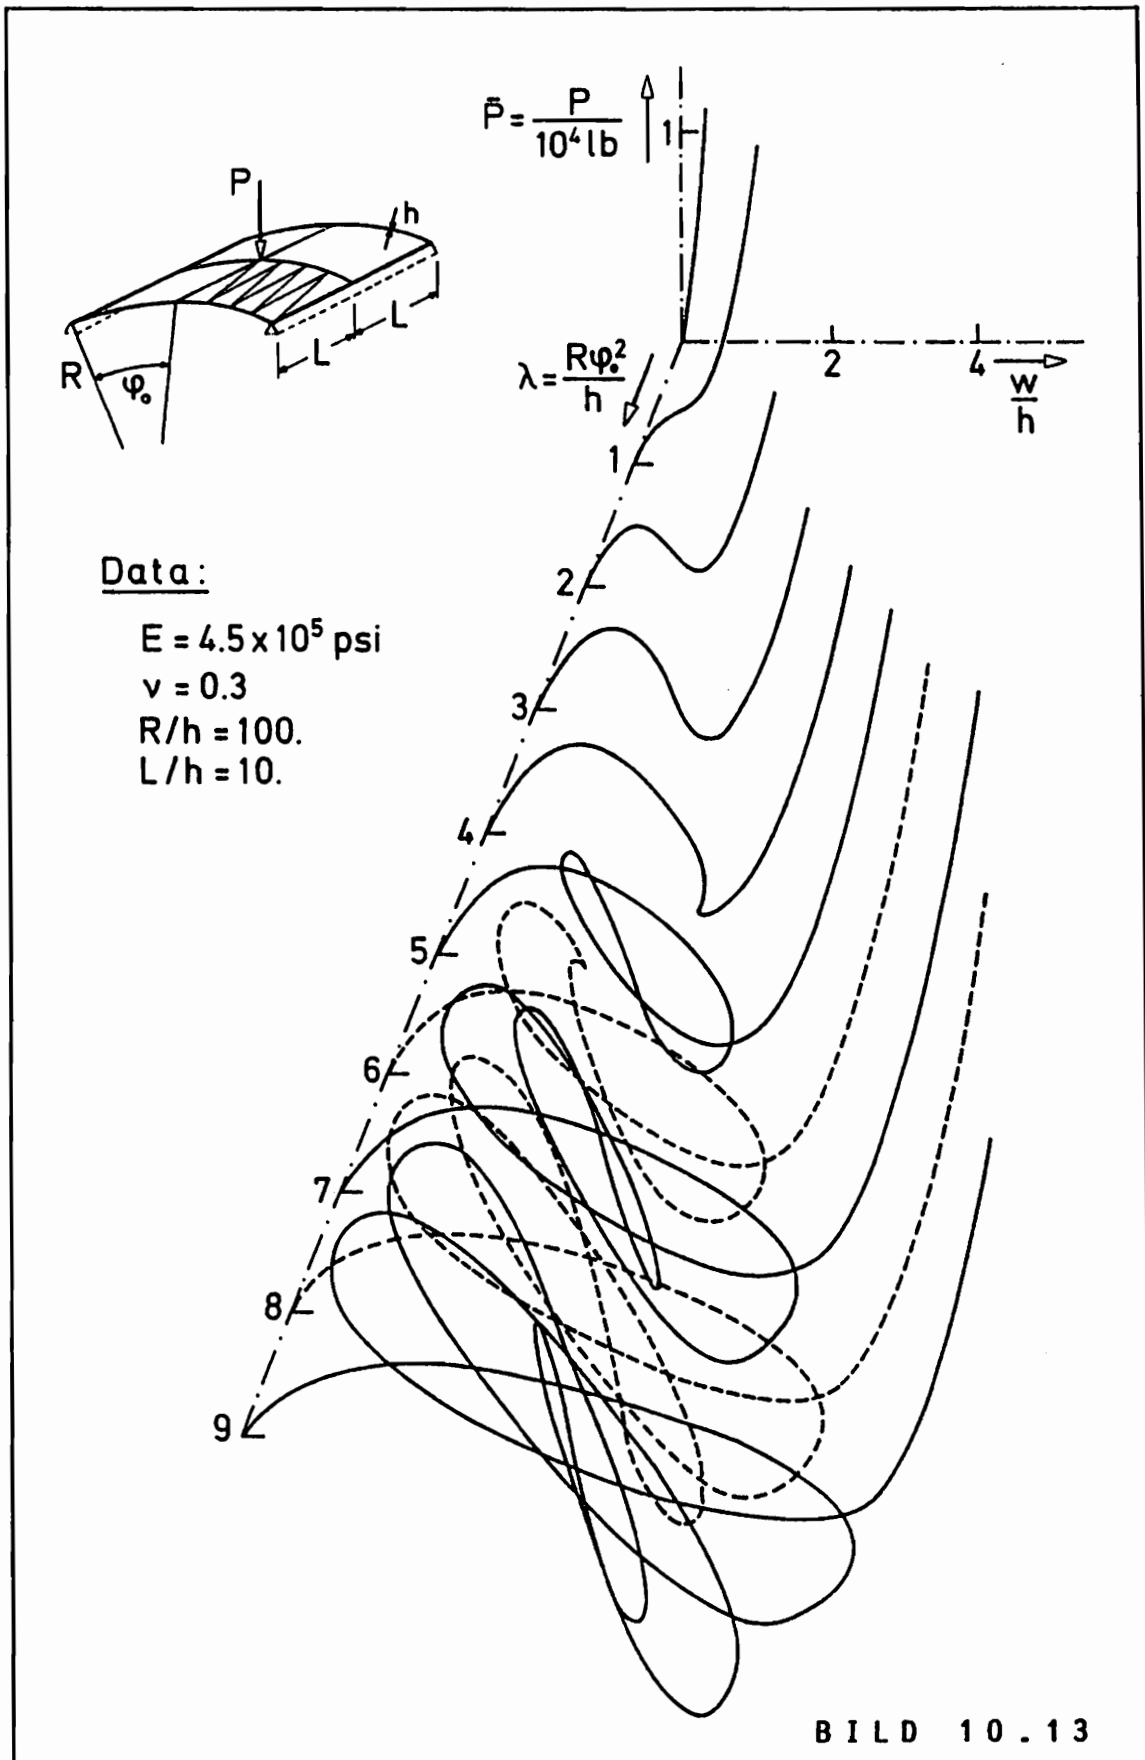 P̄ = P / 10⁴ lb
1
P
h
L
L
R
φ₀
λ = Rφ₀² / h
2
4
w / h
1
2
3
4
5
6
7
8
9
Data:
E = 4.5 x 10⁵ psi
ν = 0.3
R/h = 100.
L/h = 10.
BILD 10.13